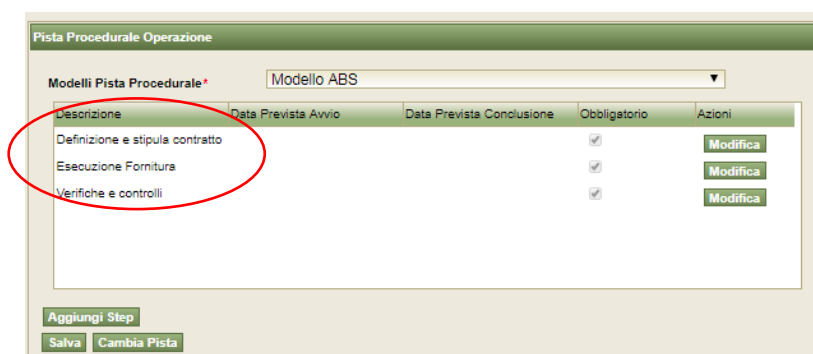 Pista Procedurale Operazione
Modelli Pista Procedurale* Modello ABS
Descrizione Data Prevista Avvio Data Prevista Conclusione Obbligatorio Azioni
Definizione e stipula contratto Modifica
Esecuzione Fornitura Modifica
Verifiche e controlli Modifica
Aggiungi Step
Salva Cambia Pista